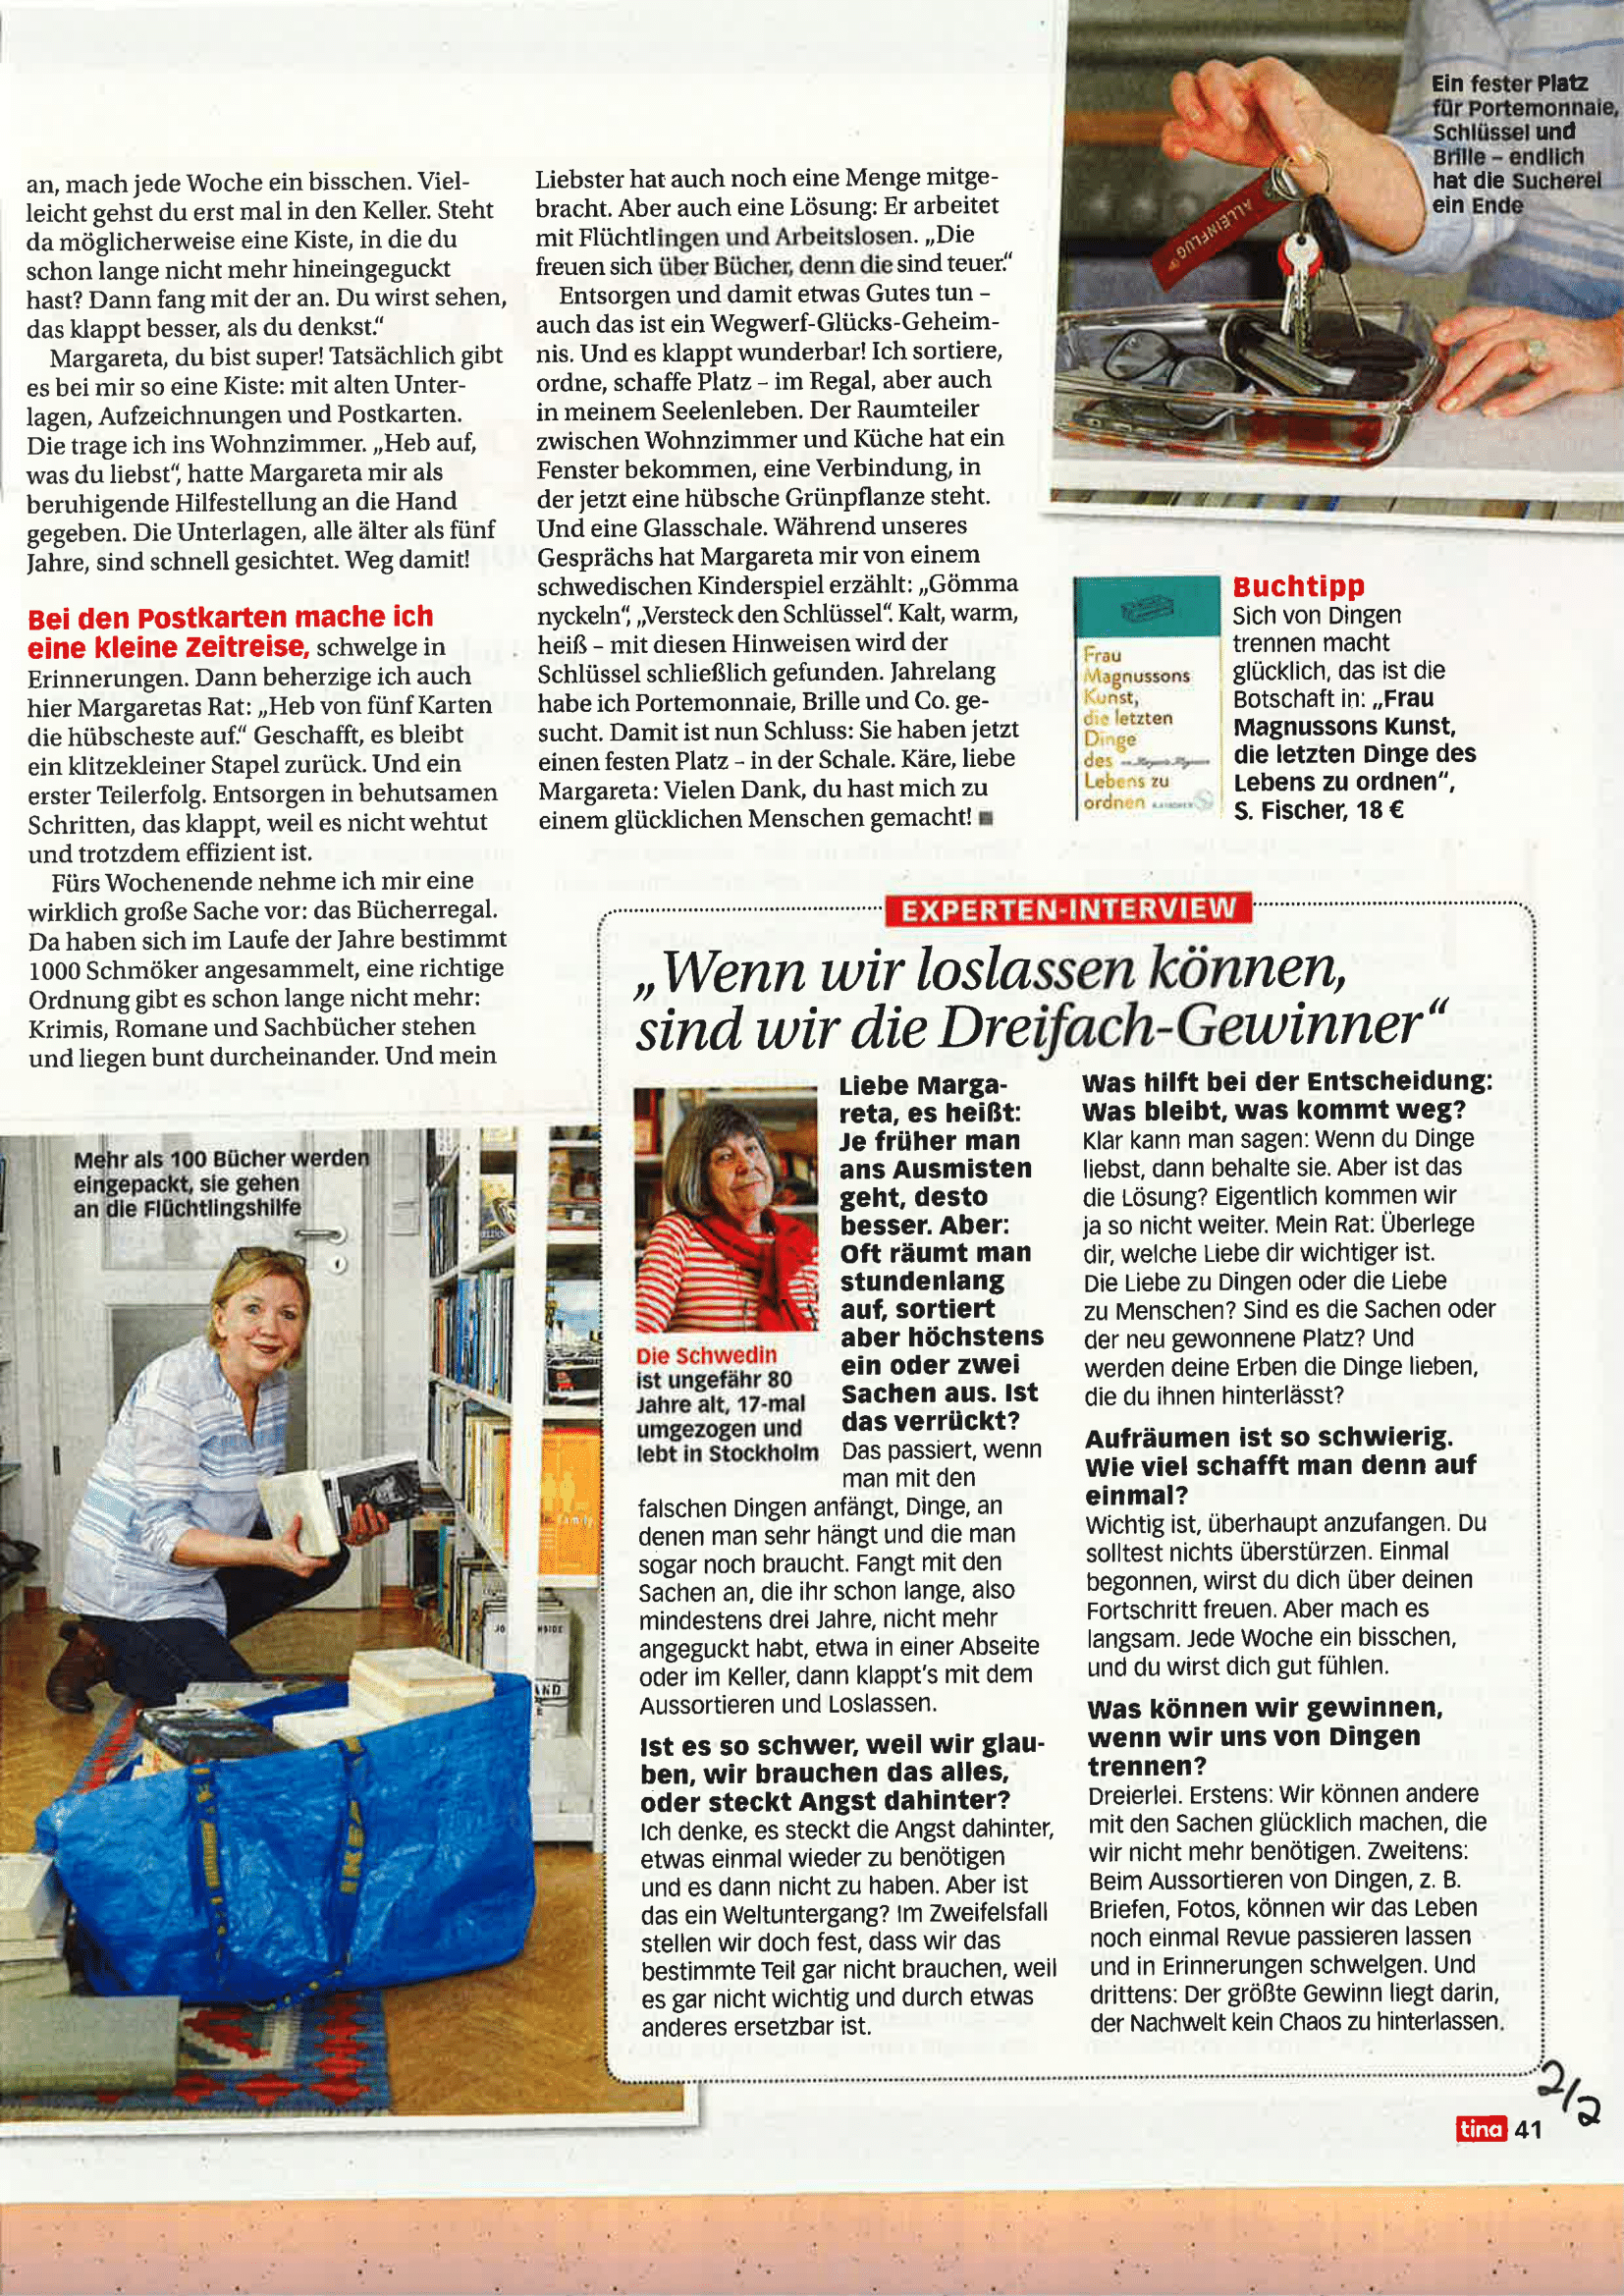 an, mach jede Woche ein bisschen. Viel-
leicht gehst du erst mal in den Keller. Steht
da möglicherweise eine Kiste, in die du
schon lange nicht mehr hineingeguckt
hast? Dann fang mit der an. Du wirst sehen,
das klappt besser, als du denkst.“
Margareta, du bist super! Tatsächlich gibt
es bei mir so eine Kiste: mit alten Unter-
lagen, Aufzeichnungen und Postkarten.
Die trage ich ins Wohnzimmer. „Heb auf,
was du liebst“, hatte Margareta mir als
beruhigende Hilfestellung an die Hand
gegeben. Die Unterlagen, alle älter als fünf
Jahre, sind schnell gesichtet. Weg damit!
Bei den Postkarten mache ich
eine kleine Zeitreise, schwelge in
Erinnerungen. Dann beherzige ich auch
hier Margaretas Rat: „Heb von fünf Karten
die hübscheste auf.“ Geschafft, es bleibt
ein klitzekleiner Stapel zurück. Und ein
erster Teilerfolg. Entsorgen in behutsamen
Schritten, das klappt, weil es nicht wehtut
und trotzdem effizient ist.
Fürs Wochenende nehme ich mir eine
wirklich große Sache vor: das Bücherregal.
Da haben sich im Laufe der Jahre bestimmt
1000 Schmöker angesammelt, eine richtige
Ordnung gibt es schon lange nicht mehr:
Krimis, Romane und Sachbücher stehen
und liegen bunt durcheinander. Und mein
Liebster hat auch noch eine Menge mitge-
bracht. Aber auch eine Lösung: Er arbeitet
mit Flüchtlingen und Arbeitslosen. „Die
freuen sich über Bücher, denn die sind teuer.“
Entsorgen und damit etwas Gutes tun –
auch das ist ein Wegwerf-Glücks-Geheim-
nis. Und es klappt wunderbar! Ich sortiere,
ordne, schaffe Platz – im Regal, aber auch
in meinem Seelenleben. Der Raumteiler
zwischen Wohnzimmer und Küche hat ein
Fenster bekommen, eine Verbindung, in
der jetzt eine hübsche Grünpflanze steht.
Und eine Glasschale. Während unseres
Gesprächs hat Margareta mir von einem
schwedischen Kinderspiel erzählt: „Gömma
nyckeln“, „Versteck den Schlüssel“. Kalt, warm,
heiß – mit diesen Hinweisen wird der
Schlüssel schließlich gefunden. Jahrelang
habe ich Portemonnaie, Brille und Co. ge-
sucht. Damit ist nun Schluss: Sie haben jetzt
einen festen Platz – in der Schale. Käre, liebe
Margareta: Vielen Dank, du hast mich zu
einem glücklichen Menschen gemacht!
Ein fester Platz
für Portemonnaie,
Schlüssel und
Brille – endlich
hat die Sucherei
ein Ende
ALLEINFLUG
Frau
Magnussons
Kunst,
die letzten
Dinge
des
Lebens zu
ordnen
Buchtipp
Sich von Dingen
trennen macht
glücklich, das ist die
Botschaft in: „Frau
Magnussons Kunst,
die letzten Dinge des
Lebens zu ordnen“,
S. Fischer, 18 €
Mehr als 100 Bücher werden
eingepackt, sie gehen
an die Flüchtlingshilfe
IKEA
EXPERTEN-INTERVIEW
„Wenn wir loslassen können,
sind wir die Dreifach-Gewinner“
Die Schwedin
ist ungefähr 80
Jahre alt, 17-mal
umgezogen und
lebt in Stockholm
Liebe Marga-
reta, es heißt:
Je früher man
ans Ausmisten
geht, desto
besser. Aber:
Oft räumt man
stundenlang
auf, sortiert
aber höchstens
ein oder zwei
Sachen aus. Ist
das verrückt?
Das passiert, wenn
man mit den
falschen Dingen anfängt, Dinge, an
denen man sehr hängt und die man
sogar noch braucht. Fangt mit den
Sachen an, die ihr schon lange, also
mindestens drei Jahre, nicht mehr
angeguckt habt, etwa in einer Abseite
oder im Keller, dann klappt’s mit dem
Aussortieren und Loslassen.
Ist es so schwer, weil wir glau-
ben, wir brauchen das alles,
oder steckt Angst dahinter?
Ich denke, es steckt die Angst dahinter,
etwas einmal wieder zu benötigen
und es dann nicht zu haben. Aber ist
das ein Weltuntergang? Im Zweifelsfall
stellen wir doch fest, dass wir das
bestimmte Teil gar nicht brauchen, weil
es gar nicht wichtig und durch etwas
anderes ersetzbar ist.
Was hilft bei der Entscheidung:
Was bleibt, was kommt weg?
Klar kann man sagen: Wenn du Dinge
liebst, dann behalte sie. Aber ist das
die Lösung? Eigentlich kommen wir
ja so nicht weiter. Mein Rat: Überlege
dir, welche Liebe dir wichtiger ist.
Die Liebe zu Dingen oder die Liebe
zu Menschen? Sind es die Sachen oder
der neu gewonnene Platz? Und
werden deine Erben die Dinge lieben,
die du ihnen hinterlässt?
Aufräumen ist so schwierig.
Wie viel schafft man denn auf
einmal?
Wichtig ist, überhaupt anzufangen. Du
solltest nichts überstürzen. Einmal
begonnen, wirst du dich über deinen
Fortschritt freuen. Aber mach es
langsam. Jede Woche ein bisschen,
und du wirst dich gut fühlen.
Was können wir gewinnen,
wenn wir uns von Dingen
trennen?
Dreierlei. Erstens: Wir können andere
mit den Sachen glücklich machen, die
wir nicht mehr benötigen. Zweitens:
Beim Aussortieren von Dingen, z. B.
Briefen, Fotos, können wir das Leben
noch einmal Revue passieren lassen
und in Erinnerungen schwelgen. Und
drittens: Der größte Gewinn liegt darin,
der Nachwelt kein Chaos zu hinterlassen.
2/2
tina 41